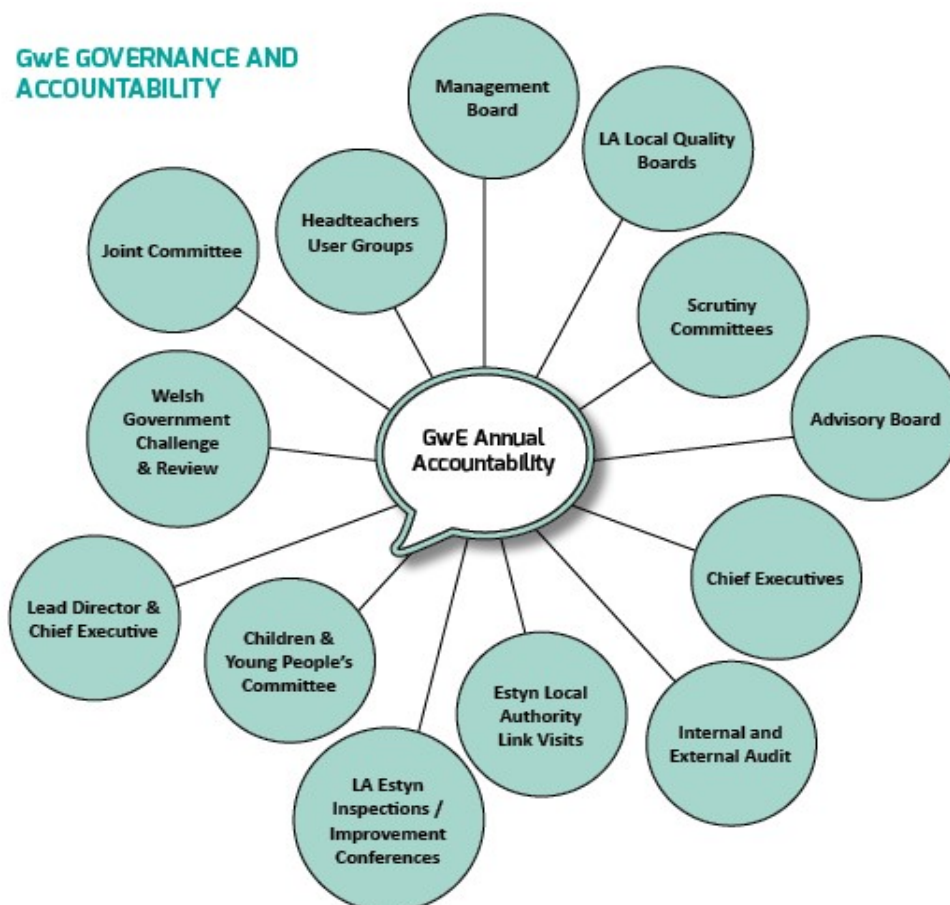 GwE GOVERNANCE AND
ACCOUNTABILITY
Management
Board
LA Local Quality
Boards
Headteachers
User Groups
Joint Committee
Scrutiny
Committees
Welsh
Government
Challenge
& Review
GwE Annual
Accountability
Advisory Board
Chief Executives
Lead Director &
Chief Executive
Children &
Young People's
Committee
Estyn Local
Authority
Link Visits
Internal and
External Audit
LA Estyn
Inspections /
Improvement
Conferences